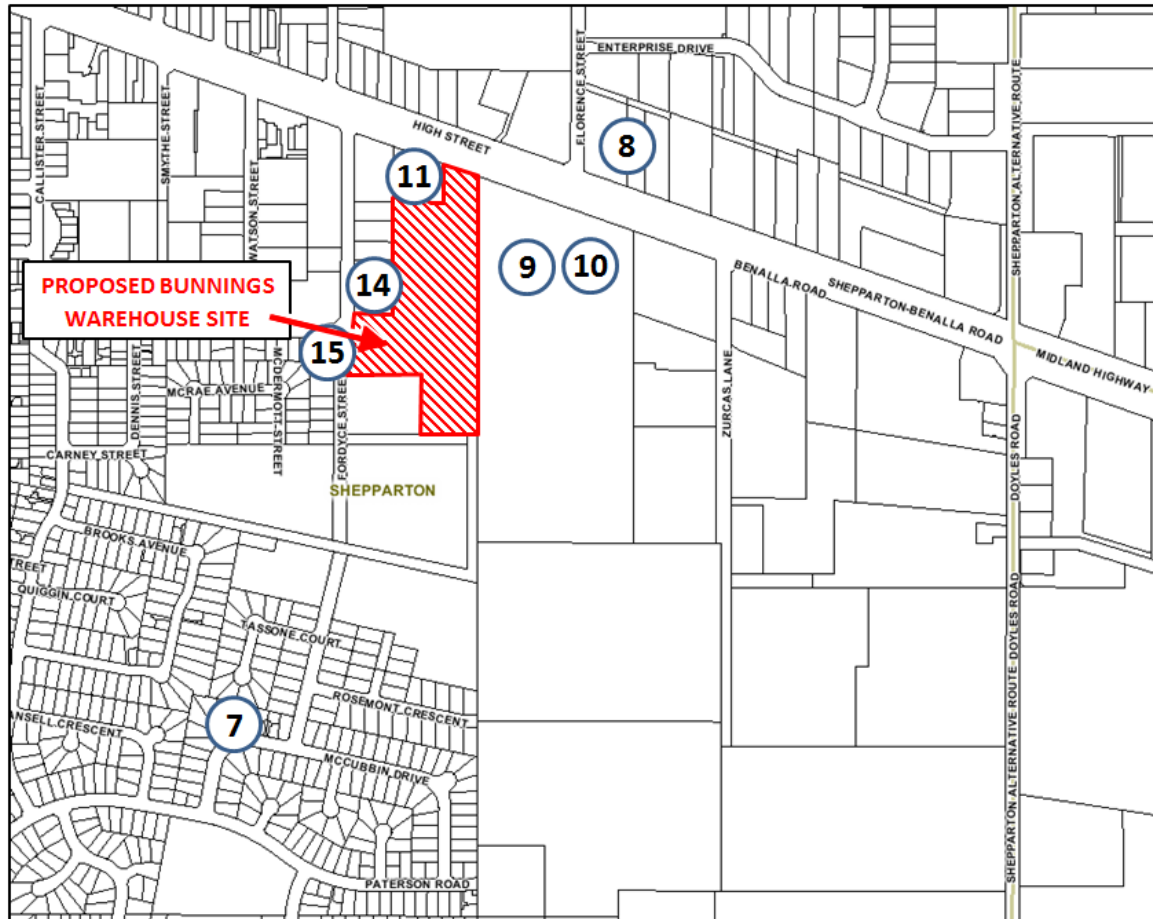 ENTERPRISE DRIVE
FLORENCE STREET
SHEPPARTON ALTERNATIVE ROUTE
CALLISTER STREET
SMYTHE STREET
HIGH STREET
8
11
WATSON STREET
9
10
PROPOSED BUNNINGS
WAREHOUSE SITE
14
15
BENALLA ROAD
SHEPPARTON-BENALLA ROAD
MIDLAND HIGHWAY
ZURCAS LANE
DENNIS STREET
MCDERMOTT STREET
MCRAE AVENUE
FORDYCE STREET
DOYLES ROAD
CARNEY STREET
SHEPPARTON
BROOKS AVENUE
TREET
QUIGGIN COURT
TASSONE COURT
ROSEMONT CRESCENT
7
ANSELL CRESCENT
MCCUBBIN DRIVE
SHEPPARTON ALTERNATIVE ROUTE-DOYLES ROAD
PATERSON ROAD